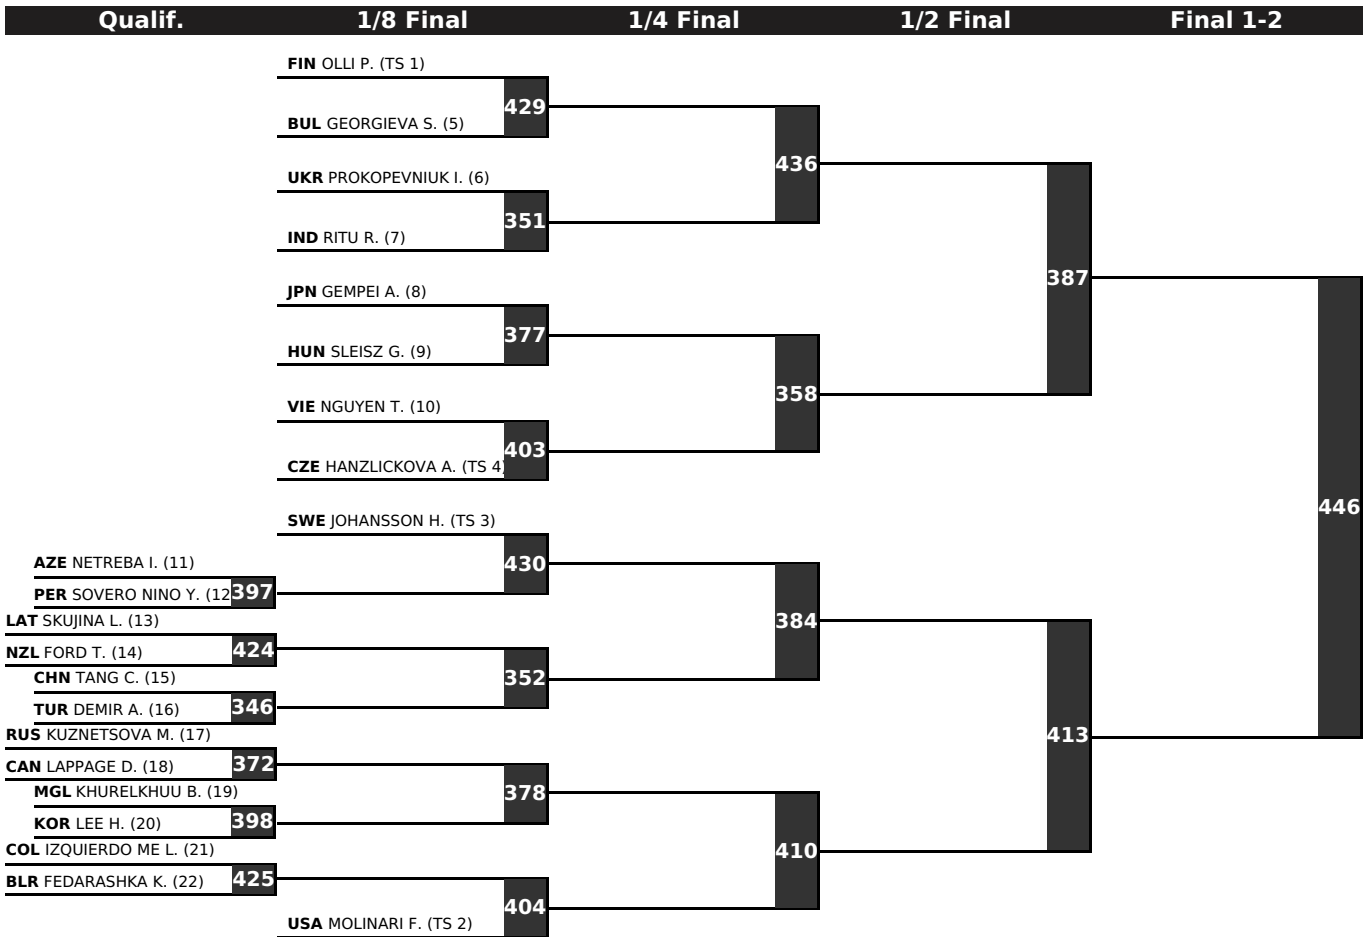 Qualif. 1/8 Final 1/4 Final 1/2 Final Final 1-2
FIN OLLI P. (TS 1)
429
BUL GEORGIEVA S. (5)
436
UKR PROKOPEVNIUK I. (6)
351
IND RITU R. (7)
387
JPN GEMPEI A. (8)
377
HUN SLEISZ G. (9)
358
VIE NGUYEN T. (10)
403
CZE HANZLICKOVA A. (TS 4)
446
SWE JOHANSSON H. (TS 3)
430
AZE NETREBA I. (11)
PER SOVERO NINO Y. (12 397
LAT SKUJINA L. (13)
384
NZL FORD T. (14) 424
CHN TANG C. (15)
352
TUR DEMIR A. (16) 346
RUS KUZNETSOVA M. (17)
413
CAN LAPPAGE D. (18) 372
MGL KHURELKHUU B. (19)
378
KOR LEE H. (20) 398
COL IZQUIERDO ME L. (21)
410
BLR FEDARASHKA K. (22) 425
404
USA MOLINARI F. (TS 2)